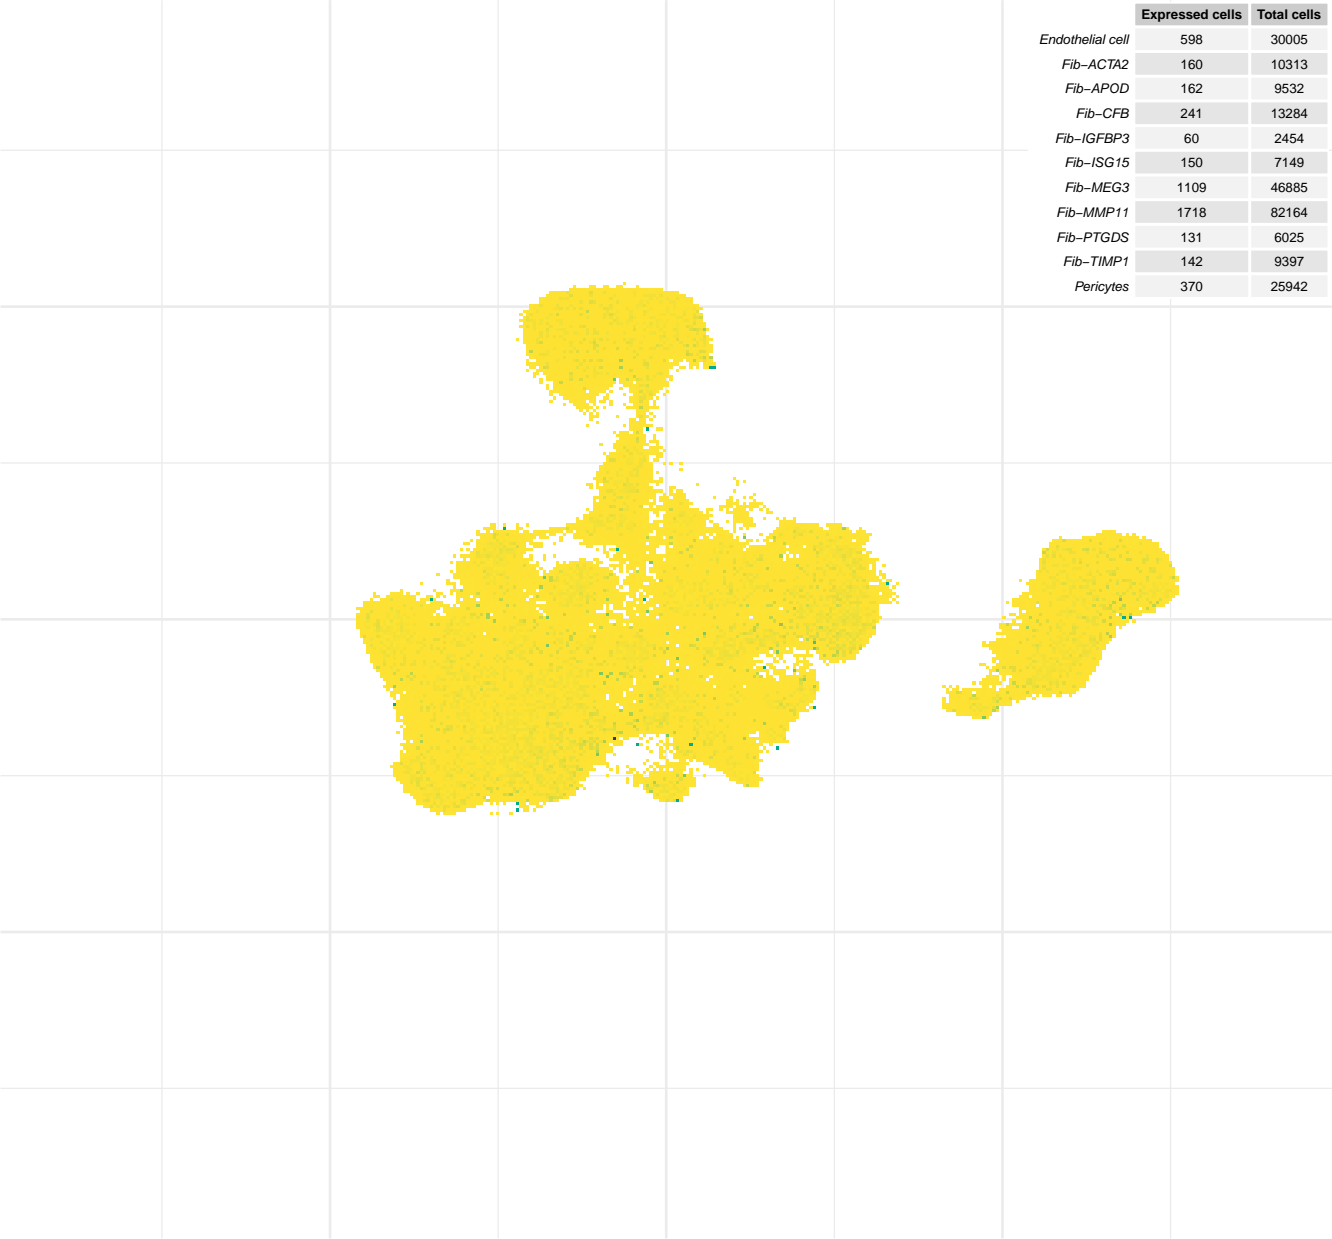 Expressed cells Total cells
Endothelial cell 598 30005
Fib−ACTA2 160 10313
Fib−APOD 162 9532
Fib−CFB 241 13284
Fib−IGFBP3 60 2454
Fib−ISG15 150 7149
Fib−MEG3 1109 46885
Fib−MMP11 1718 82164
Fib−PTGDS 131 6025
Fib−TIMP1 142 9397
Pericytes 370 25942